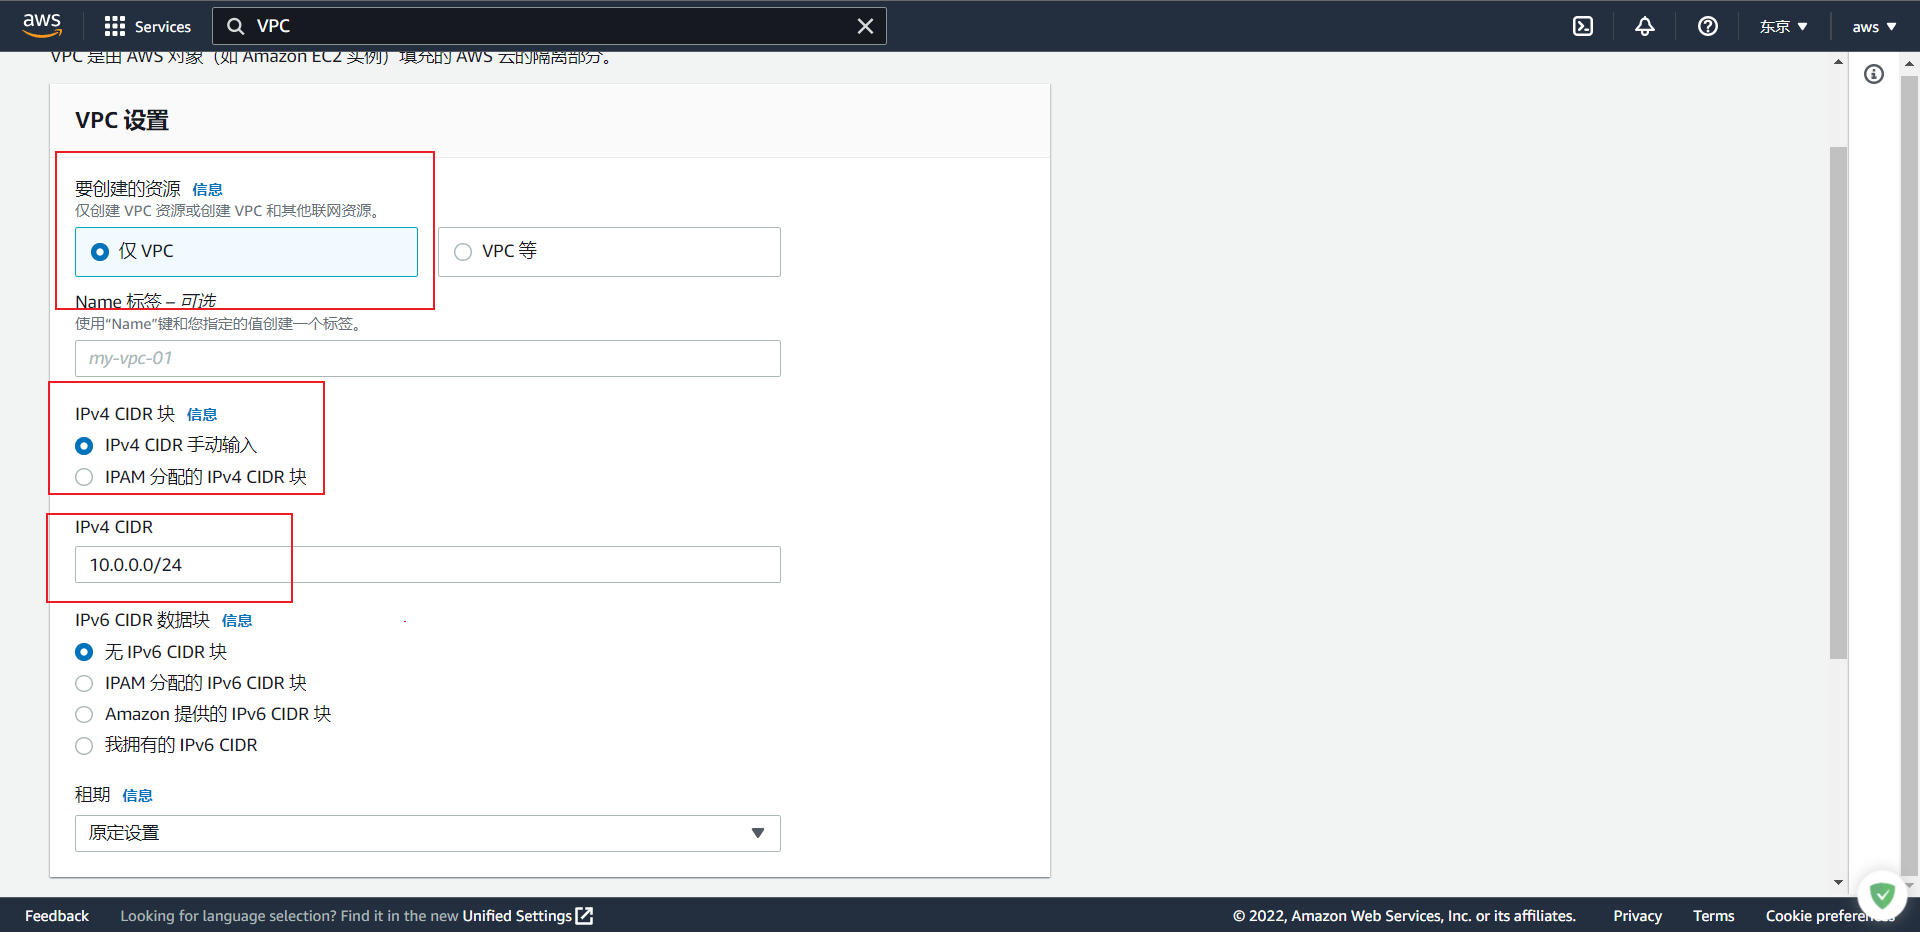 aws
Services
VPC
东京
aws
VPC 是由 AWS 对象（如 Amazon EC2 实例）填充的 AWS 云的隔离部分。
VPC 设置
要创建的资源 信息
仅创建 VPC 资源或创建 VPC 和其他联网资源。
仅 VPC
VPC 等
Name 标签 – 可选
使用“Name”键和您指定的值创建一个标签。
my-vpc-01
IPv4 CIDR 块 信息
IPv4 CIDR 手动输入
IPAM 分配的 IPv4 CIDR 块
IPv4 CIDR
10.0.0.0/24
IPv6 CIDR 数据块 信息
无 IPv6 CIDR 块
IPAM 分配的 IPv6 CIDR 块
Amazon 提供的 IPv6 CIDR 块
我拥有的 IPv6 CIDR
租期 信息
原定设置
Feedback
Looking for language selection? Find it in the new Unified Settings
© 2022, Amazon Web Services, Inc. or its affiliates.
Privacy
Terms
Cookie preferences